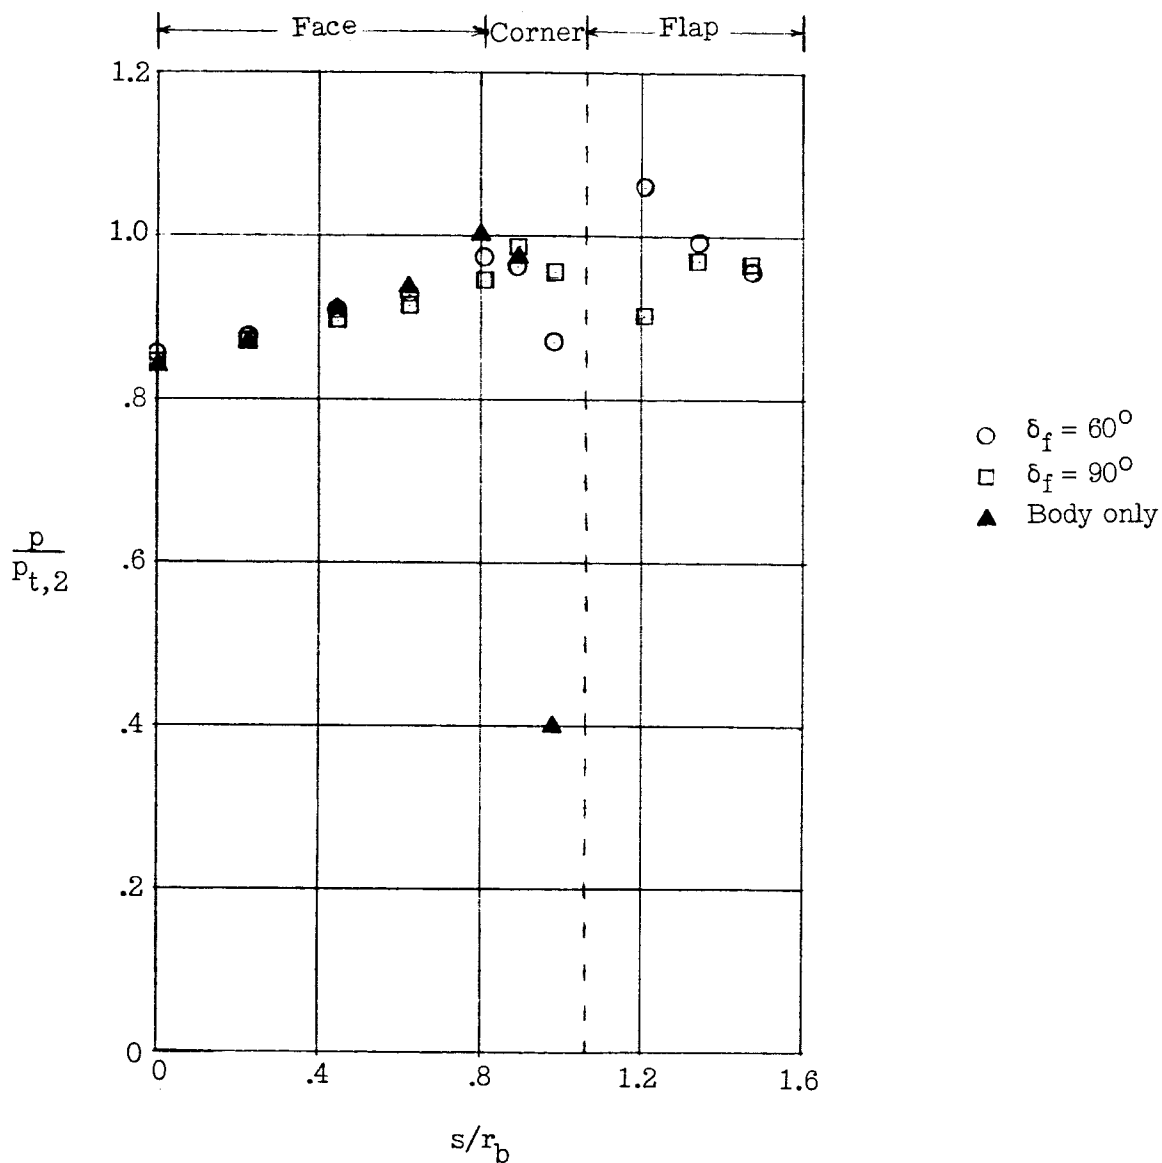 Face Corner Flap
1.2
1.0
.8
.6
.4
.2
0
p
p_t,2
0 .4 .8 1.2 1.6
s/r_b
δ_f = 60°
δ_f = 90°
Body only